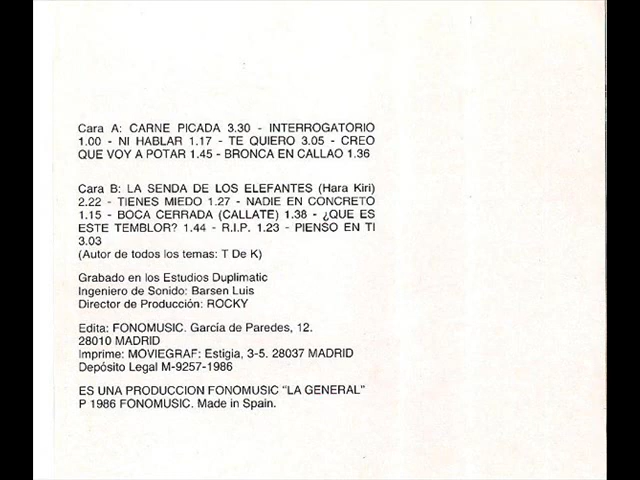 Cara A: CARNE PICADA 3.30 - INTERROGATORIO
1.00 - NI HABLAR 1.17 - TE QUIERO 3.05 - CREO
QUE VOY A POTAR 1.45 - BRONCA EN CALLAO 1.36
Cara B: LA SENDA DE LOS ELEFANTES (Hara Kiri)
2.22 - TIENES MIEDO 1.27 - NADIE EN CONCRETO
1.15 - BOCA CERRADA (CALLATE) 1.38 - ¿QUE ES
ESTE TEMBLOR? 1.44 - R.I.P. 1.23 - PIENSO EN TI
3.03
(Autor de todos los temas: T De K)
Grabado en los Estudios Duplimatic
Ingeniero de Sonido: Barsen Luis
Director de Producción: ROCKY
Edita: FONOMUSIC. García de Paredes, 12.
28010 MADRID
Imprime: MOVIEGRAF: Estigia, 3-5. 28037 MADRID
Depósito Legal M-9257-1986
ES UNA PRODUCCION FONOMUSIC "LA GENERAL"
P 1986 FONOMUSIC. Made in Spain.